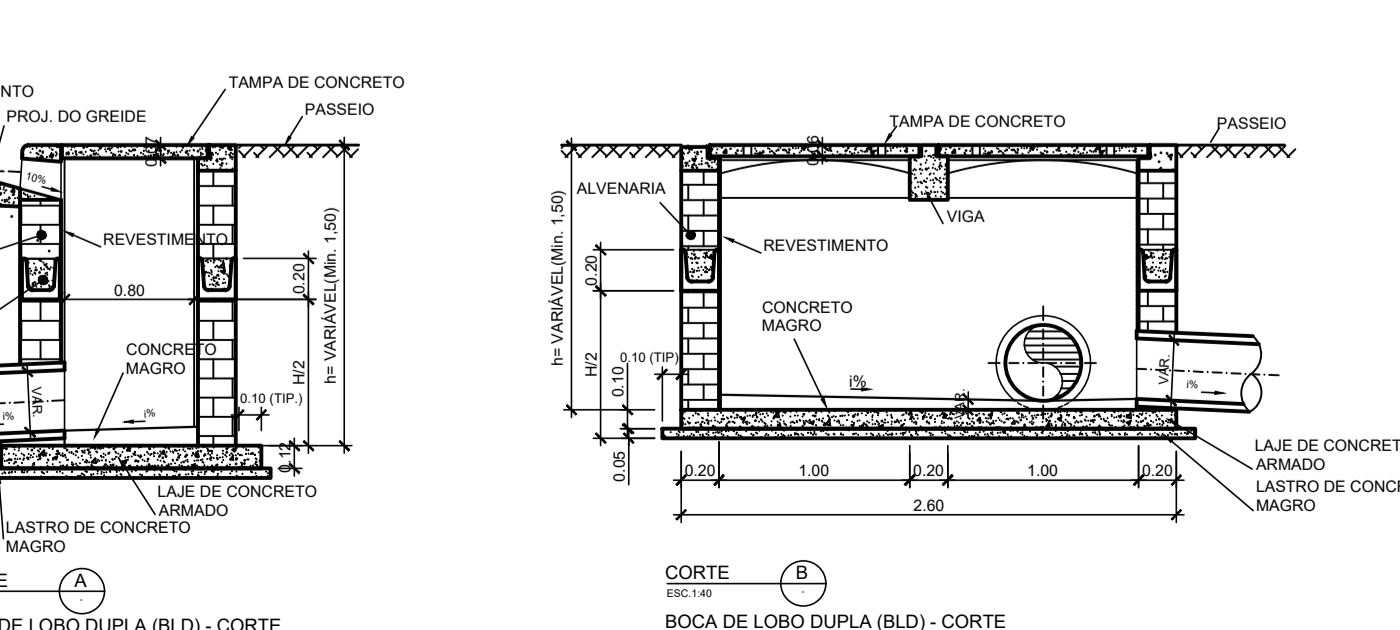 NTO
PROJ. DO GREIDE
TAMPA DE CONCRETO
PASSEIO
10%
REVESTIMENTO
0.80
0.20
h= VARIÁVEL(Min. 1,50)
CONCRETO
MAGRO
H/2
0.10 (TIP.)
VAR.
i%
i%
0.12
LAJE DE CONCRETO
ARMADO
LASTRO DE CONCRETO
MAGRO
E
A
-
DE LOBO DUPLA (BLD) - CORTE
TAMPA DE CONCRETO
PASSEIO
ALVENARIA
VIGA
REVESTIMENTO
h= VARIÁVEL(Min. 1,50)
0.20
CONCRETO
MAGRO
0.10 (TIP)
H/2
0.10
i%
VAR.
VAR.
i%
0.05
0.20
1.00
0.20
1.00
0.20
2.60
LAJE DE CONCRET
ARMADO
LASTRO DE CONCR
MAGRO
CORTE
ESC.1:40
B
-
BOCA DE LOBO DUPLA (BLD) - CORTE